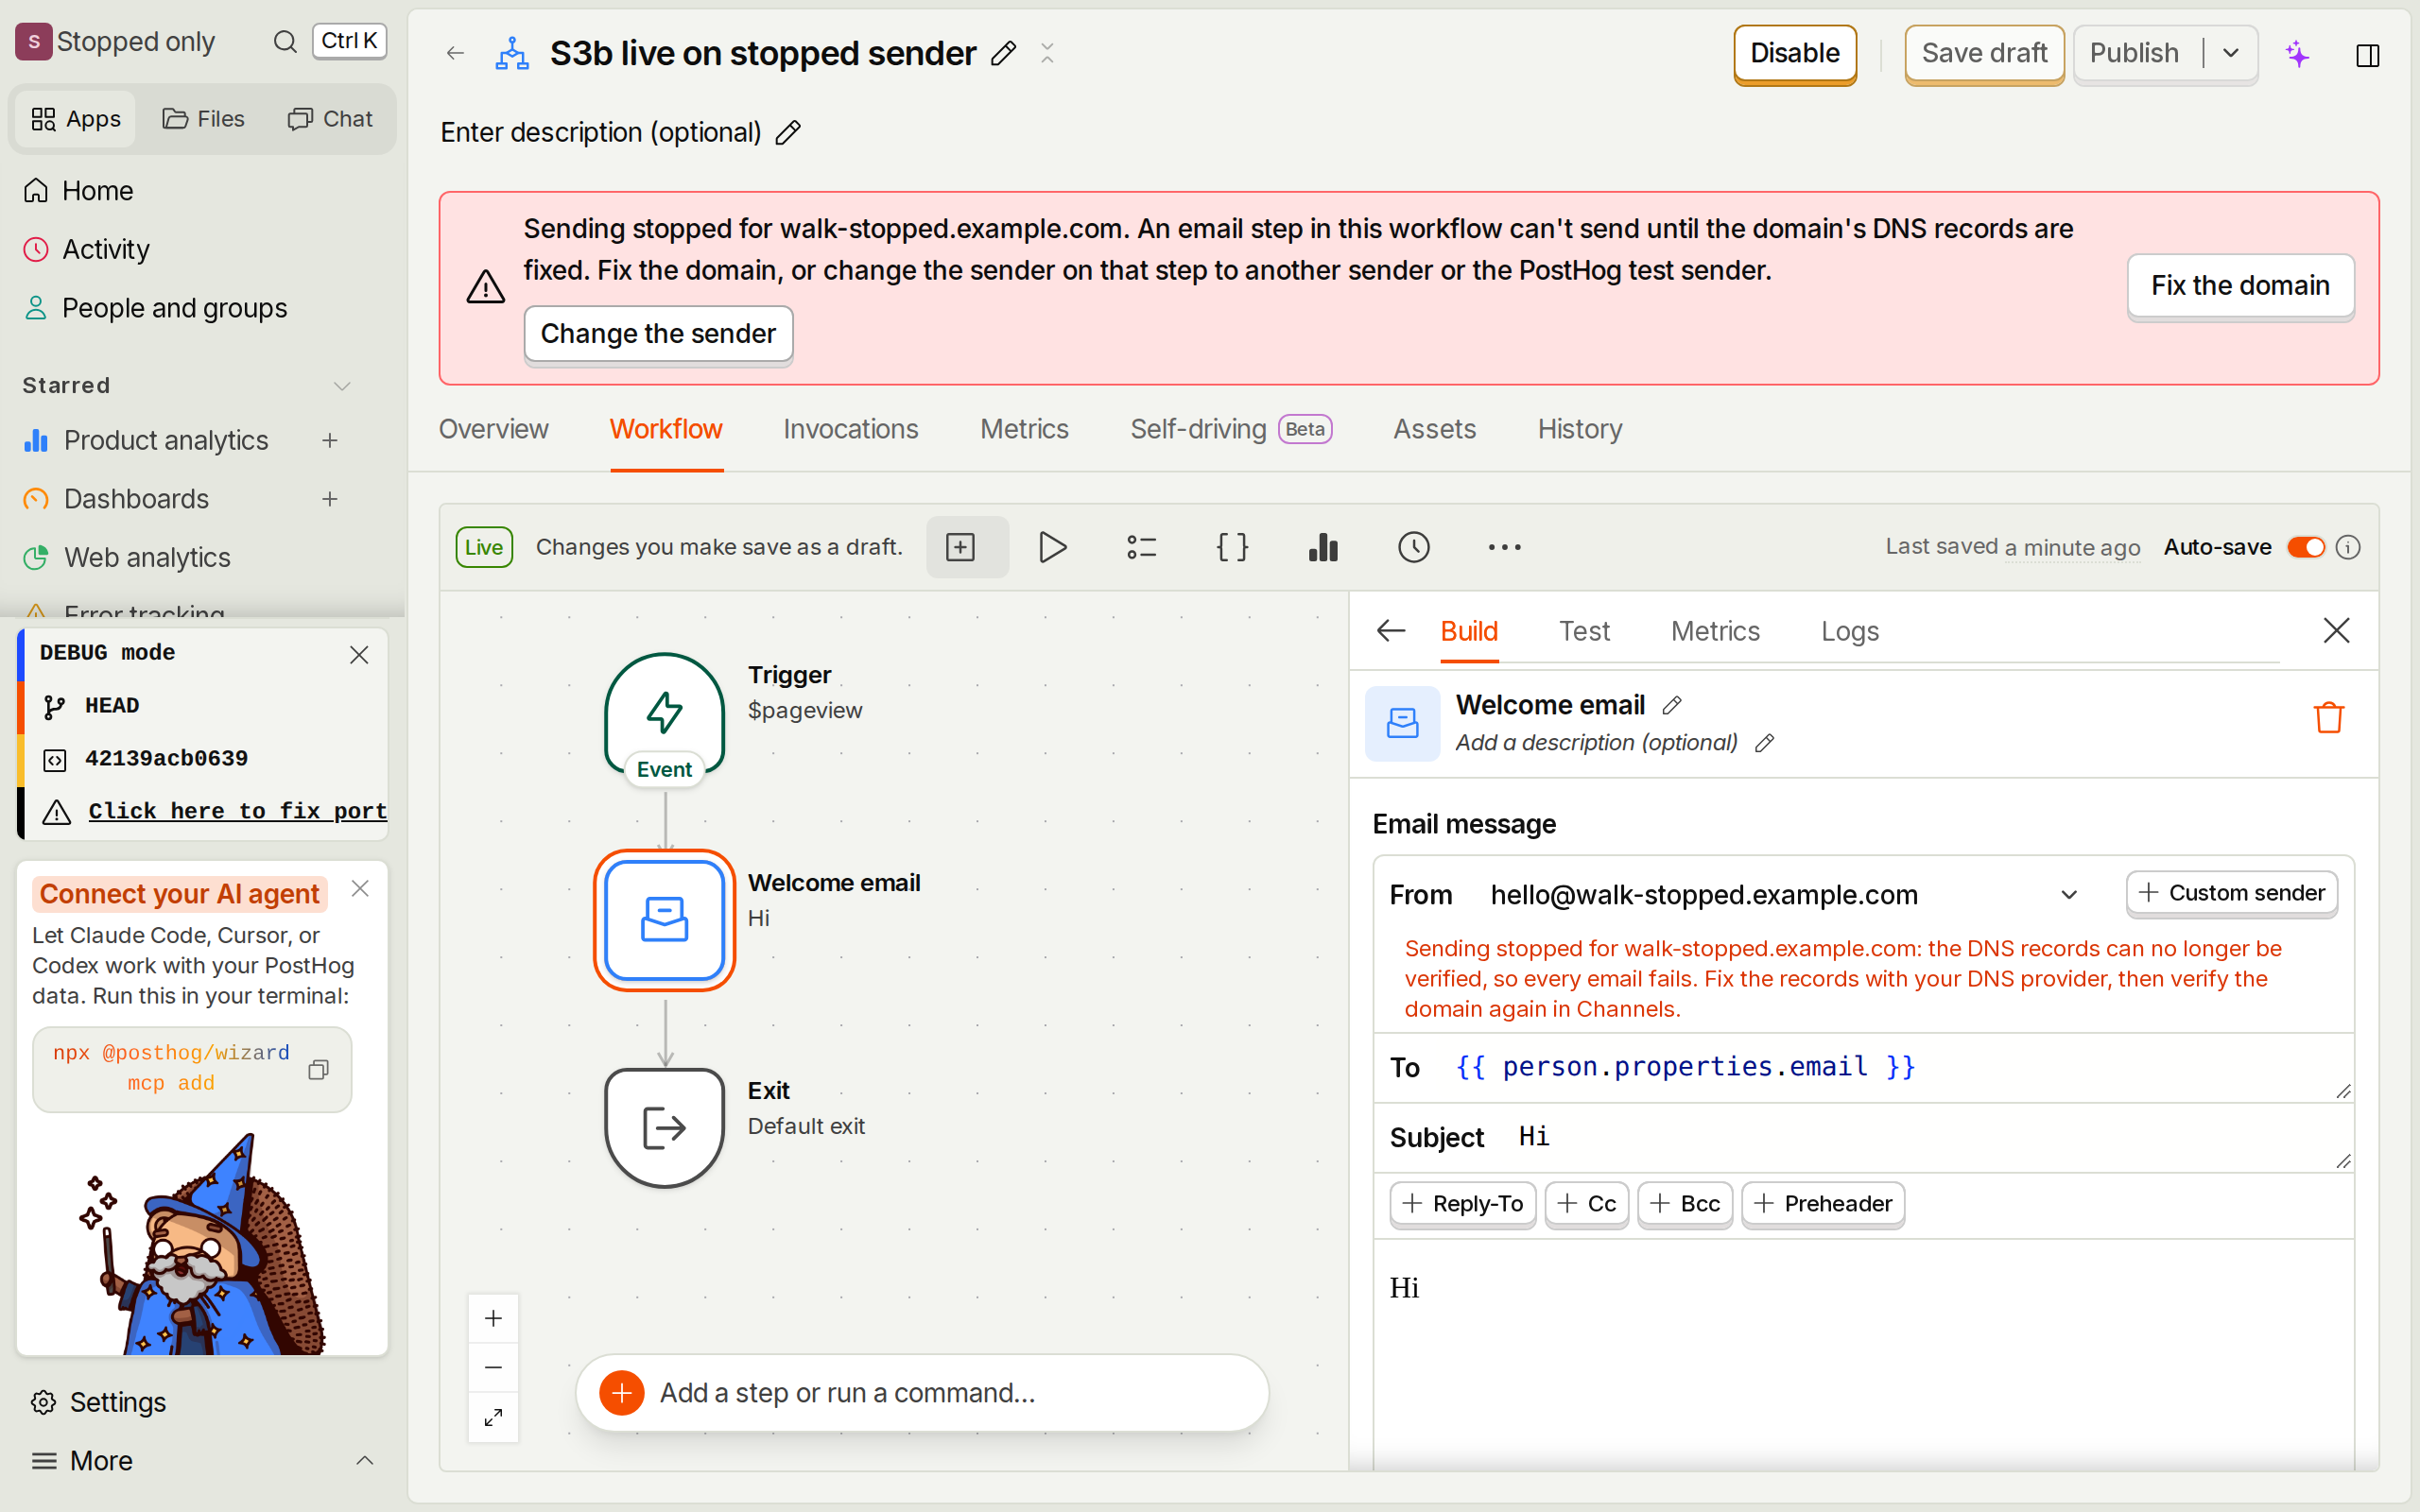 S Stopped only Ctrl K
Apps Files Chat
Home
Activity
People and groups
Starred
Product analytics
Dashboards
Web analytics
Error tracking
DEBUG mode
HEAD
42139acb0639
Click here to fix port
Connect your AI agent
Let Claude Code, Cursor, or
Codex work with your PostHog
data. Run this in your terminal:
npx @posthog/wizard
mcp add
Settings
More
S3b live on stopped sender
Disable Save draft Publish
Enter description (optional)
Sending stopped for walk-stopped.example.com. An email step in this workflow can't send until the domain's DNS records are
fixed. Fix the domain, or change the sender on that step to another sender or the PostHog test sender.
Change the sender
Fix the domain
Overview Workflow Invocations Metrics Self-driving Beta Assets History
Live Changes you make save as a draft. Last saved a minute ago Auto-save
Trigger
$pageview
Event
Welcome email
Hi
Exit
Default exit
Add a step or run a command...
Build Test Metrics Logs
Welcome email
Add a description (optional)
Email message
From hello@walk-stopped.example.com Custom sender
Sending stopped for walk-stopped.example.com: the DNS records can no longer be
verified, so every email fails. Fix the records with your DNS provider, then verify the
domain again in Channels.
To {{ person.properties.email }}
Subject Hi
Reply-To Cc Bcc Preheader
Hi